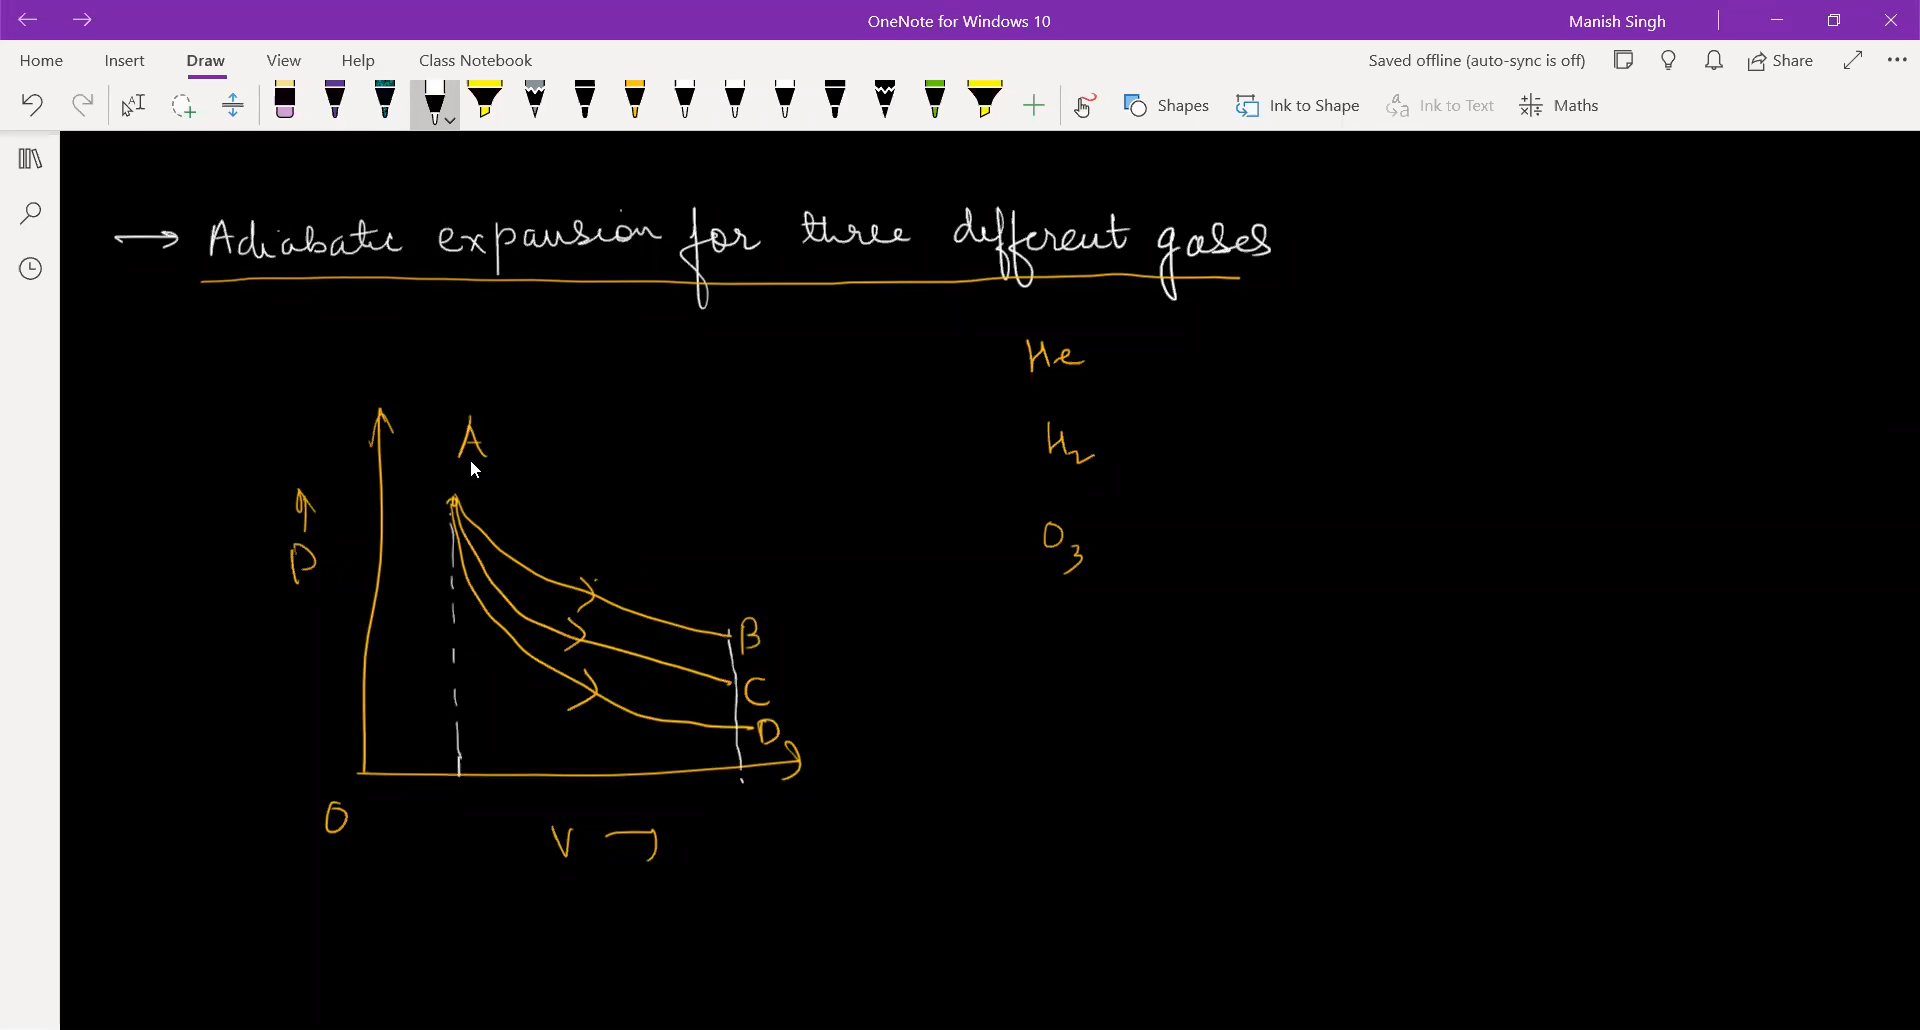 OneNote for Windows 10
Manish Singh
Home Insert Draw View Help Class Notebook
Saved offline (auto-sync is off) Share
Shapes Ink to Shape Ink to Text Maths
→ Adiabatic expansion for three different gases
He
A
H2
P
O3
B
C
D
O
V →